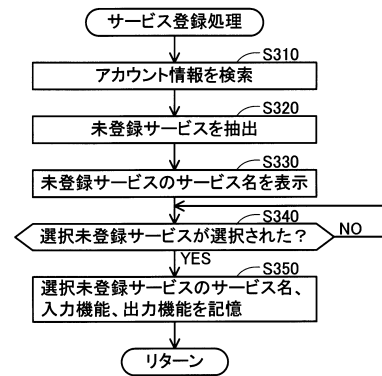 サービス登録処理
S310
アカウント情報を検索
S320
未登録サービスを抽出
S330
未登録サービスのサービス名を表示
S340
選択未登録サービスが選択された？
NO
YES
S350
選択未登録サービスのサービス名、
入力機能、出力機能を記憶
リターン